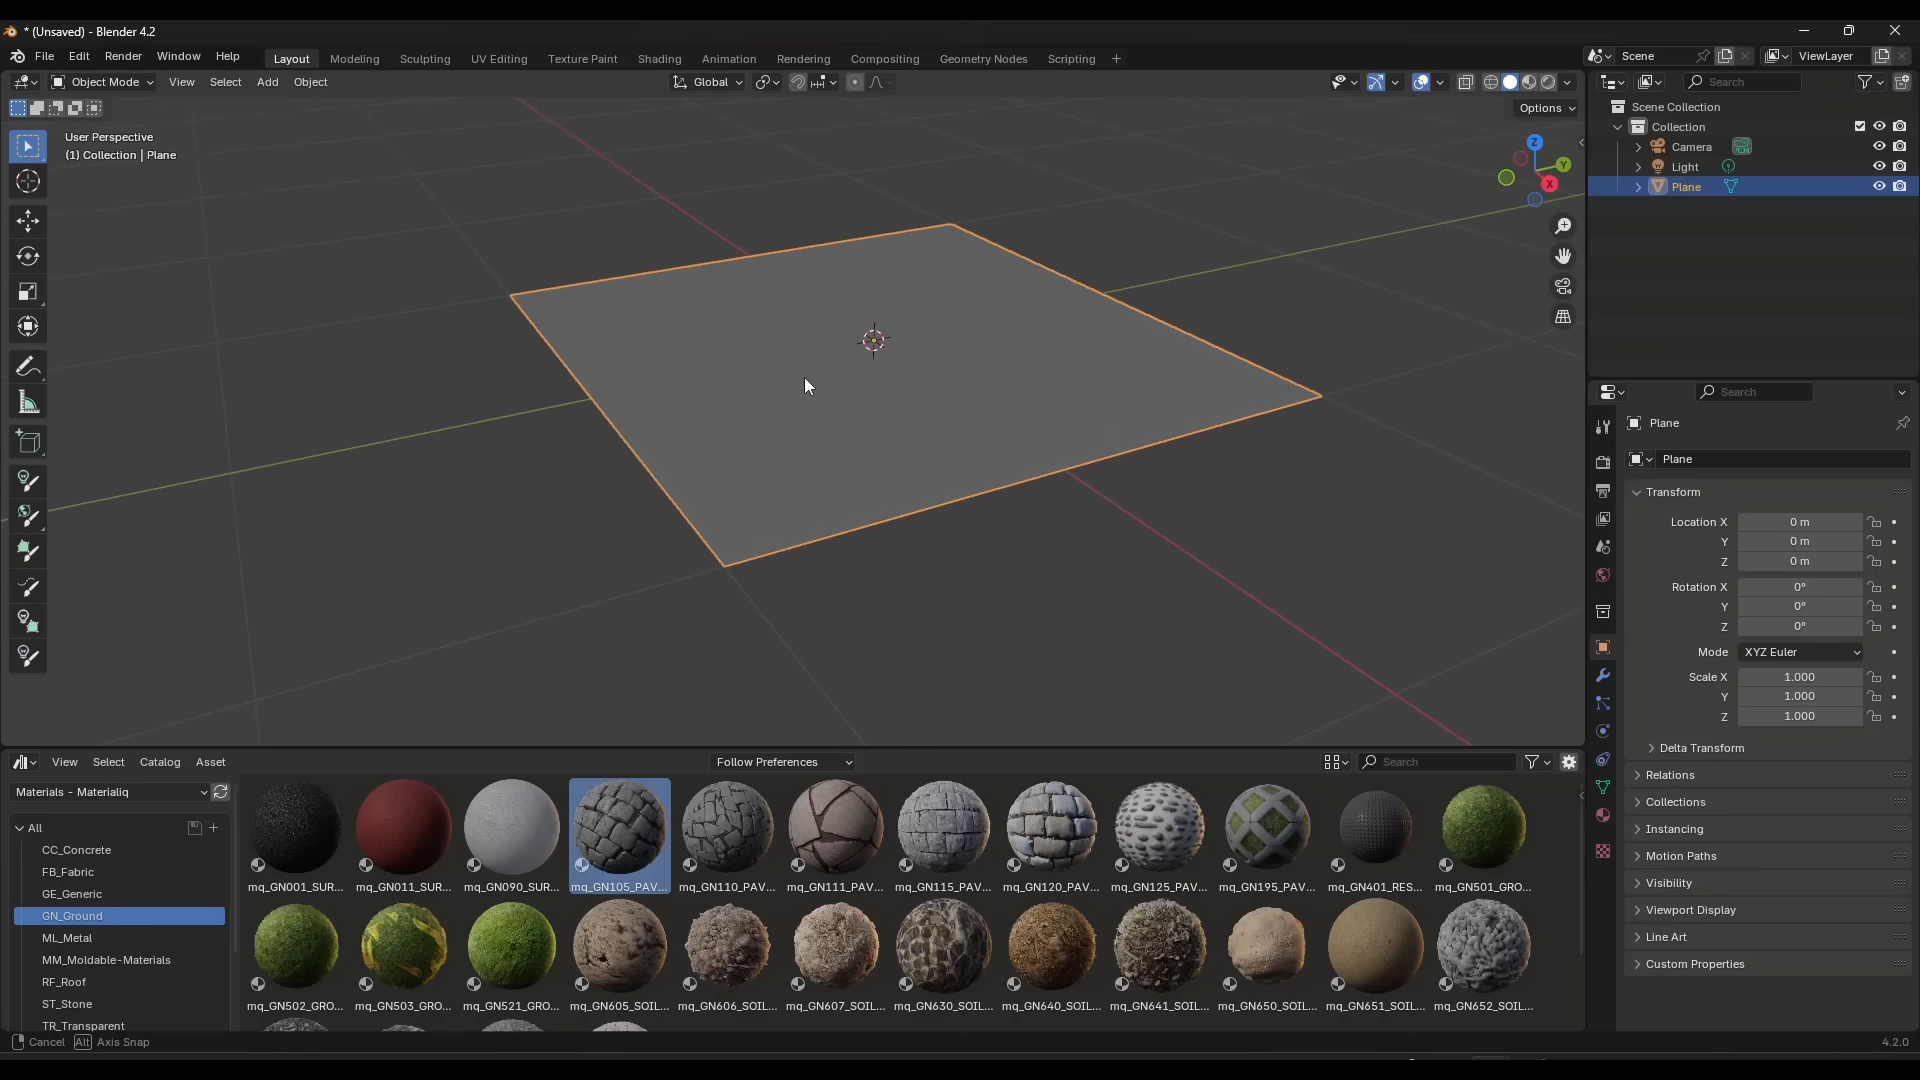 * (Unsaved) - Blender 4.2
File Edit Render Window Help Layout Modeling Sculpting UV Editing Texture Paint Shading Animation Rendering Compositing Geometry Nodes Scripting + Scene ViewLayer
Object Mode View Select Add Object Global Search
Options
User Perspective
(1) Collection | Plane
Z
Y
X
Scene Collection
Collection
Camera
Light
Plane
Search
Plane
Plane
Transform
Location X 0 m
Y 0 m
Z 0 m
Rotation X 0°
Y 0°
Z 0°
Mode XYZ Euler
Scale X 1.000
Y 1.000
Z 1.000
Delta Transform
Relations
Collections
Instancing
Motion Paths
Visibility
Viewport Display
Line Art
Custom Properties
View Select Catalog Asset Follow Preferences Search
Materials - Materialiq
All
CC_Concrete
FB_Fabric
GE_Generic
GN_Ground
ML_Metal
MM_Moldable-Materials
RF_Roof
ST_Stone
TR_Transparent
mq_GN001_SUR... mq_GN011_SUR... mq_GN090_SUR... mq_GN105_PAV... mq_GN110_PAV... mq_GN111_PAV... mq_GN115_PAV... mq_GN120_PAV... mq_GN125_PAV... mq_GN195_PAV... mq_GN401_RES... mq_GN501_GRO...
mq_GN502_GRO... mq_GN503_GRO... mq_GN521_GRO... mq_GN605_SOIL... mq_GN606_SOIL... mq_GN607_SOIL... mq_GN630_SOIL... mq_GN640_SOIL... mq_GN641_SOIL... mq_GN650_SOIL... mq_GN651_SOIL... mq_GN652_SOIL...
Cancel Alt Axis Snap 4.2.0